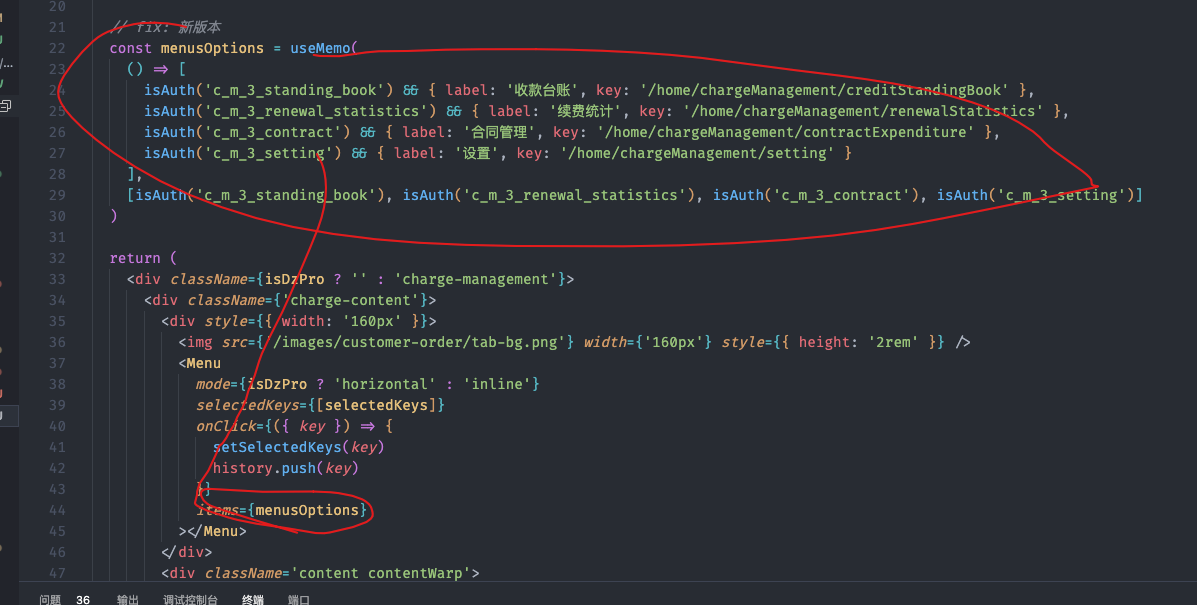 20
21 // fix: 新版本
22 const menusOptions = useMemo(
23 () => [
24 isAuth('c_m_3_standing_book') && { label: '收款台账', key: '/home/chargeManagement/creditStandingBook' },
25 isAuth('c_m_3_renewal_statistics') && { label: '续费统计', key: '/home/chargeManagement/renewalStatistics' },
26 isAuth('c_m_3_contract') && { label: '合同管理', key: '/home/chargeManagement/contractExpenditure' },
27 isAuth('c_m_3_setting') && { label: '设置', key: '/home/chargeManagement/setting' }
28 ],
29 [isAuth('c_m_3_standing_book'), isAuth('c_m_3_renewal_statistics'), isAuth('c_m_3_contract'), isAuth('c_m_3_setting')]
30 )
31
32 return (
33 <div className={isDzPro ? '' : 'charge-management'}>
34 <div className={'charge-content'}>
35 <div style={{ width: '160px' }}>
36 <img src={'/images/customer-order/tab-bg.png'} width={'160px'} style={{ height: '2rem' }} />
37 <Menu
38 mode={isDzPro ? 'horizontal' : 'inline'}
39 selectedKeys={[selectedKeys]}
40 onClick={({ key }) => {
41 setSelectedKeys(key)
42 history.push(key)
43 }}
44 items={menusOptions}
45 ></Menu>
46 </div>
47 <div className='content contentWarp'>
问题 36 输出 调试控制台 终端 端口